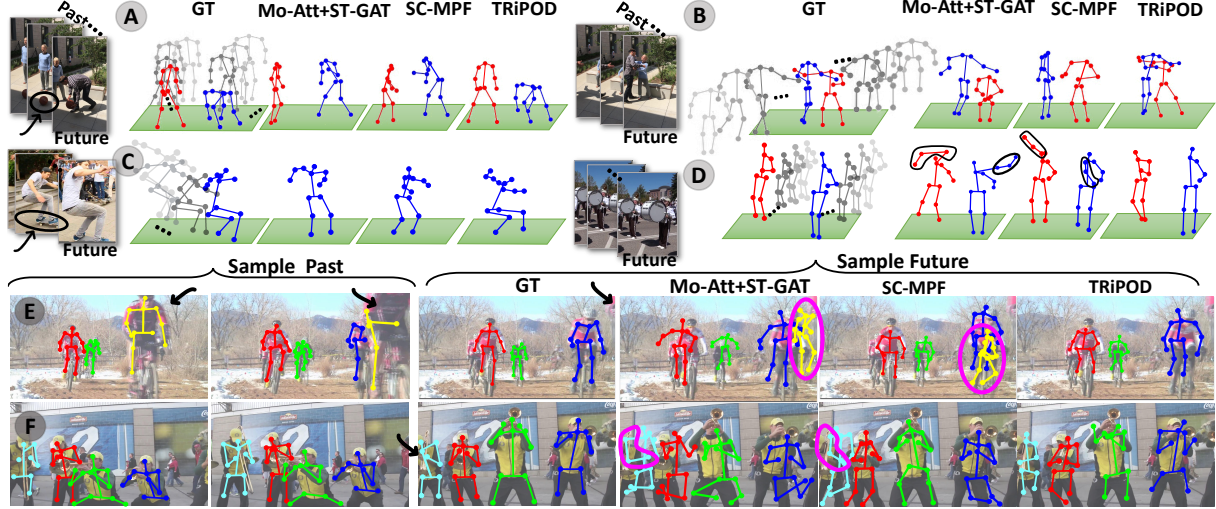 Past
A
GT
Mo-Att+ST-GAT
SC-MPF
TRiPOD
Future
Past
B
GT
Mo-Att+ST-GAT
SC-MPF
TRiPOD
Future
C
Future
D
Future
Sample Past
Sample Future
GT
Mo-Att+ST-GAT
SC-MPF
TRiPOD
E
F